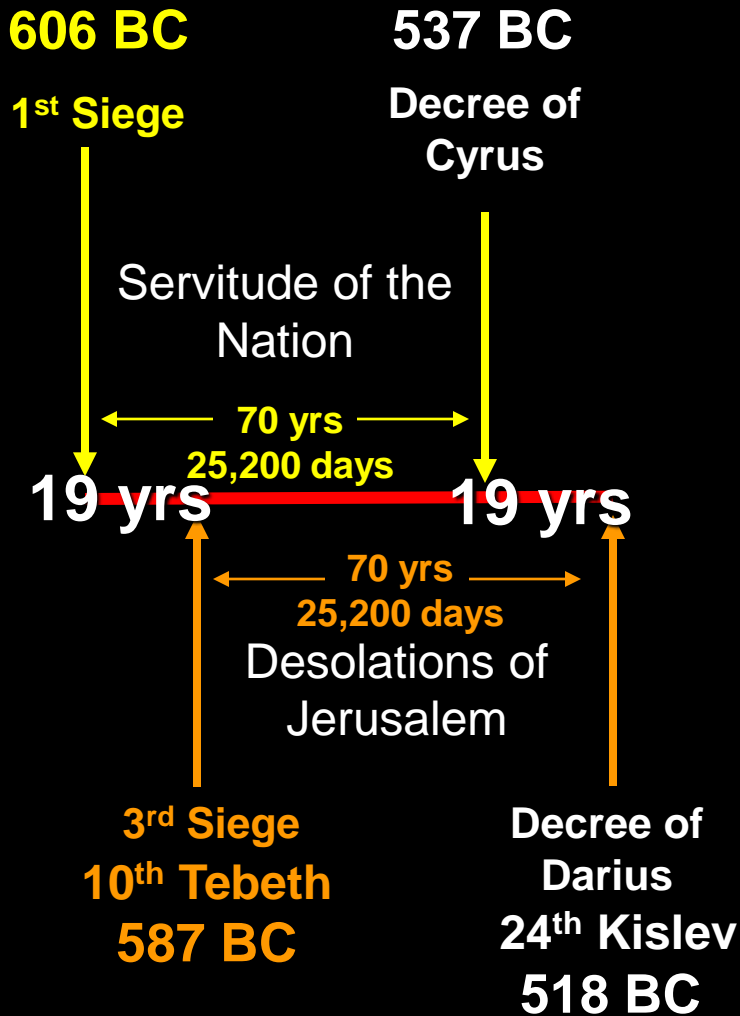 606 BC
1st Siege
537 BC
Decree of
Cyrus
Servitude of the
Nation
70 yrs
25,200 days
19 yrs
19 yrs
70 yrs
25,200 days
Desolations of
Jerusalem
3rd Siege
10th Tebeth
587 BC
Decree of
Darius
24th Kislev
518 BC